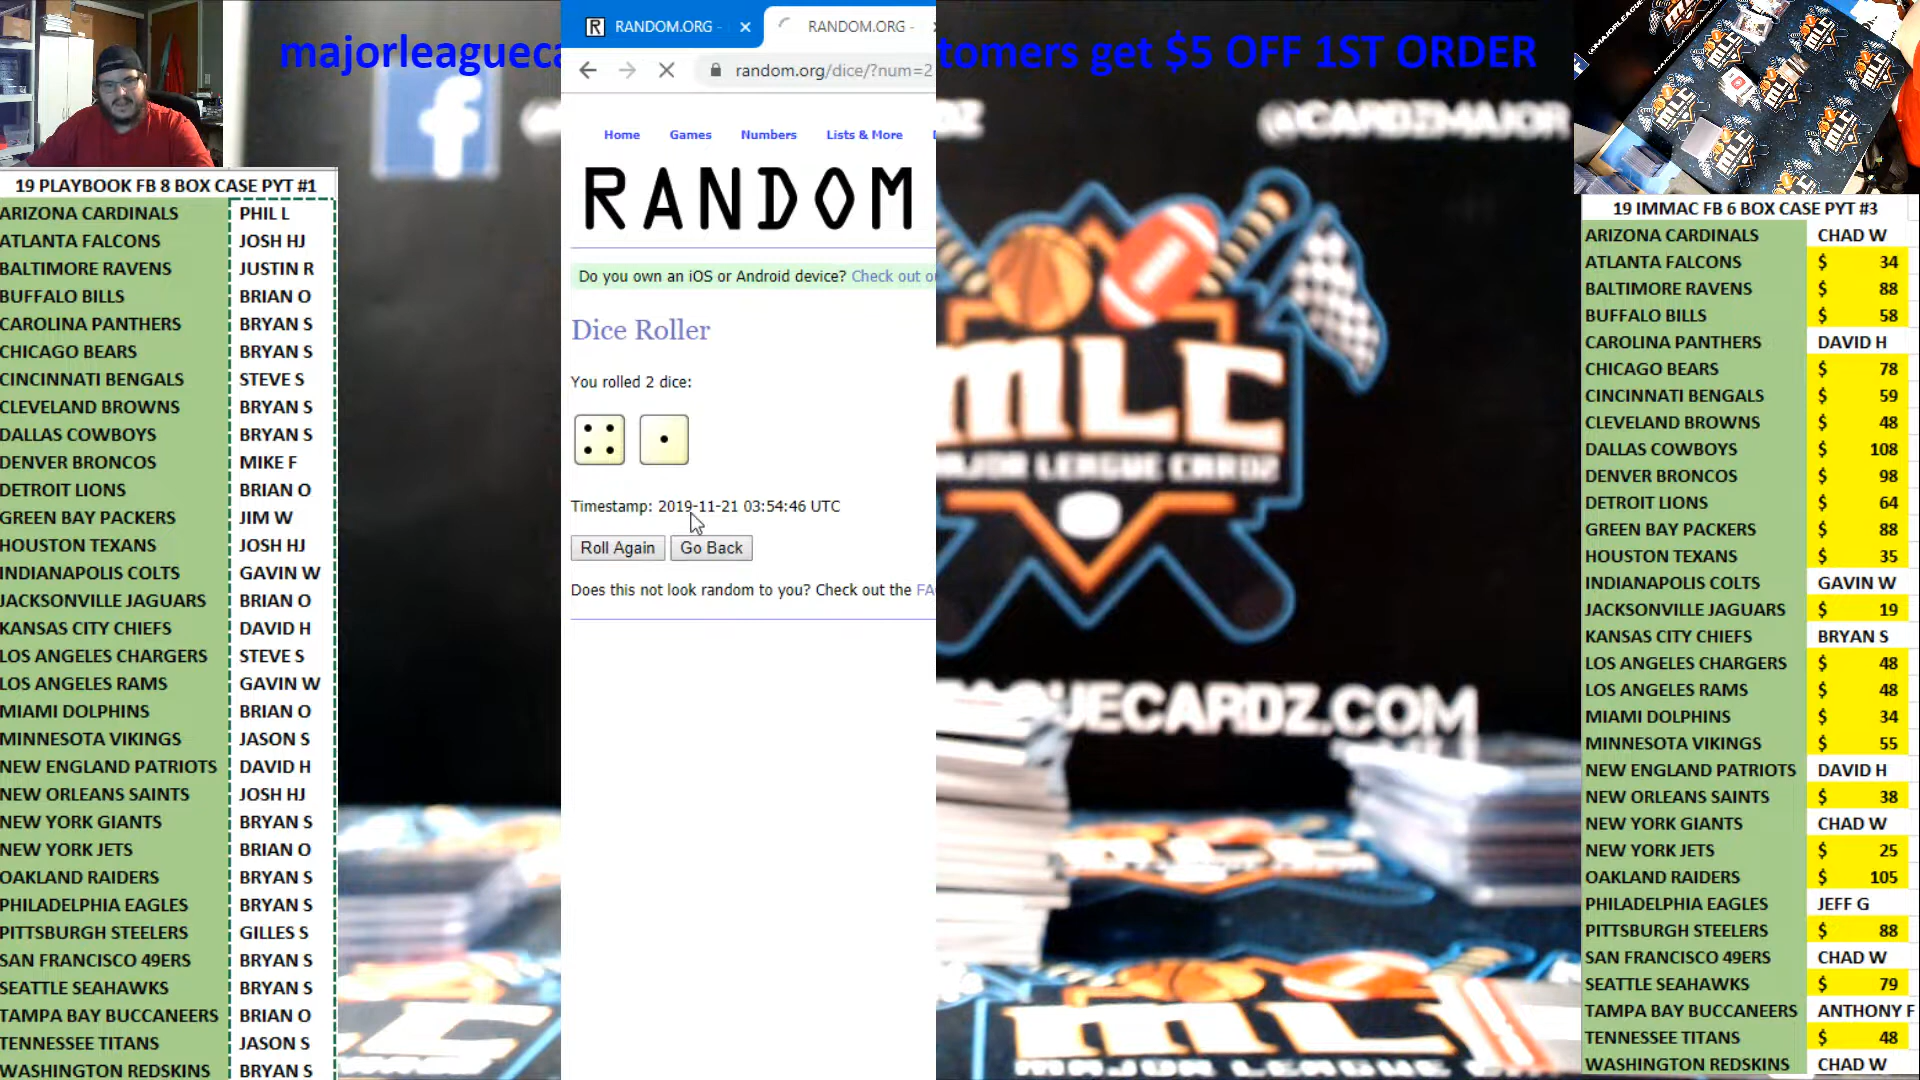 majorleagueca
tomers get $5 OFF 1ST ORDER
RANDOM.ORG -
RANDOM.ORG -
random.org/dice/?num=2
Home Games Numbers Lists & More
RANDOM
Do you own an iOS or Android device? Check out
Dice Roller
You rolled 2 dice:
Timestamp: 2019-11-21 03:54:46 UTC
Roll Again Go Back
Does this not look random to you? Check out the FA
19 PLAYBOOK FB 8 BOX CASE PYT #1
ARIZONA CARDINALS PHIL L
ATLANTA FALCONS JOSH HJ
BALTIMORE RAVENS JUSTIN R
BUFFALO BILLS BRIAN O
CAROLINA PANTHERS BRYAN S
CHICAGO BEARS BRYAN S
CINCINNATI BENGALS STEVE S
CLEVELAND BROWNS BRYAN S
DALLAS COWBOYS BRYAN S
DENVER BRONCOS MIKE F
DETROIT LIONS BRIAN O
GREEN BAY PACKERS JIM W
HOUSTON TEXANS JOSH HJ
INDIANAPOLIS COLTS GAVIN W
JACKSONVILLE JAGUARS BRIAN O
KANSAS CITY CHIEFS DAVID H
LOS ANGELES CHARGERS STEVE S
LOS ANGELES RAMS GAVIN W
MIAMI DOLPHINS BRIAN O
MINNESOTA VIKINGS JASON S
NEW ENGLAND PATRIOTS DAVID H
NEW ORLEANS SAINTS JOSH HJ
NEW YORK GIANTS BRYAN S
NEW YORK JETS BRIAN O
OAKLAND RAIDERS BRYAN S
PHILADELPHIA EAGLES BRYAN S
PITTSBURGH STEELERS GILLES S
SAN FRANCISCO 49ERS BRYAN S
SEATTLE SEAHAWKS BRYAN S
TAMPA BAY BUCCANEERS BRIAN O
TENNESSEE TITANS JASON S
WASHINGTON REDSKINS BRYAN S
@CARDZMAJOR
MLC
MAJOR LEAGUE CARDZ
GUECARDZ.COM
MLC
MAJOR LEAGUE
19 IMMAC FB 6 BOX CASE PYT #3
ARIZONA CARDINALS CHAD W
ATLANTA FALCONS $ 34
BALTIMORE RAVENS $ 88
BUFFALO BILLS $ 58
CAROLINA PANTHERS DAVID H
CHICAGO BEARS $ 78
CINCINNATI BENGALS $ 59
CLEVELAND BROWNS $ 48
DALLAS COWBOYS $ 108
DENVER BRONCOS $ 98
DETROIT LIONS $ 64
GREEN BAY PACKERS $ 88
HOUSTON TEXANS $ 35
INDIANAPOLIS COLTS GAVIN W
JACKSONVILLE JAGUARS $ 19
KANSAS CITY CHIEFS BRYAN S
LOS ANGELES CHARGERS $ 48
LOS ANGELES RAMS $ 48
MIAMI DOLPHINS $ 34
MINNESOTA VIKINGS $ 55
NEW ENGLAND PATRIOTS DAVID H
NEW ORLEANS SAINTS $ 38
NEW YORK GIANTS CHAD W
NEW YORK JETS $ 25
OAKLAND RAIDERS $ 105
PHILADELPHIA EAGLES JEFF G
PITTSBURGH STEELERS $ 88
SAN FRANCISCO 49ERS CHAD W
SEATTLE SEAHAWKS $ 79
TAMPA BAY BUCCANEERS ANTHONY F
TENNESSEE TITANS $ 48
WASHINGTON REDSKINS CHAD W